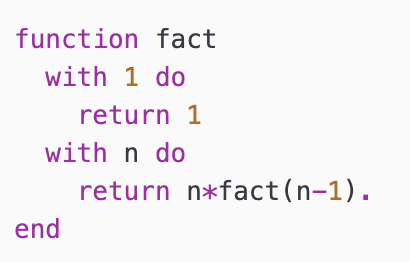 function fact
  with 1 do
    return 1
  with n do
    return n*fact(n-1).
end